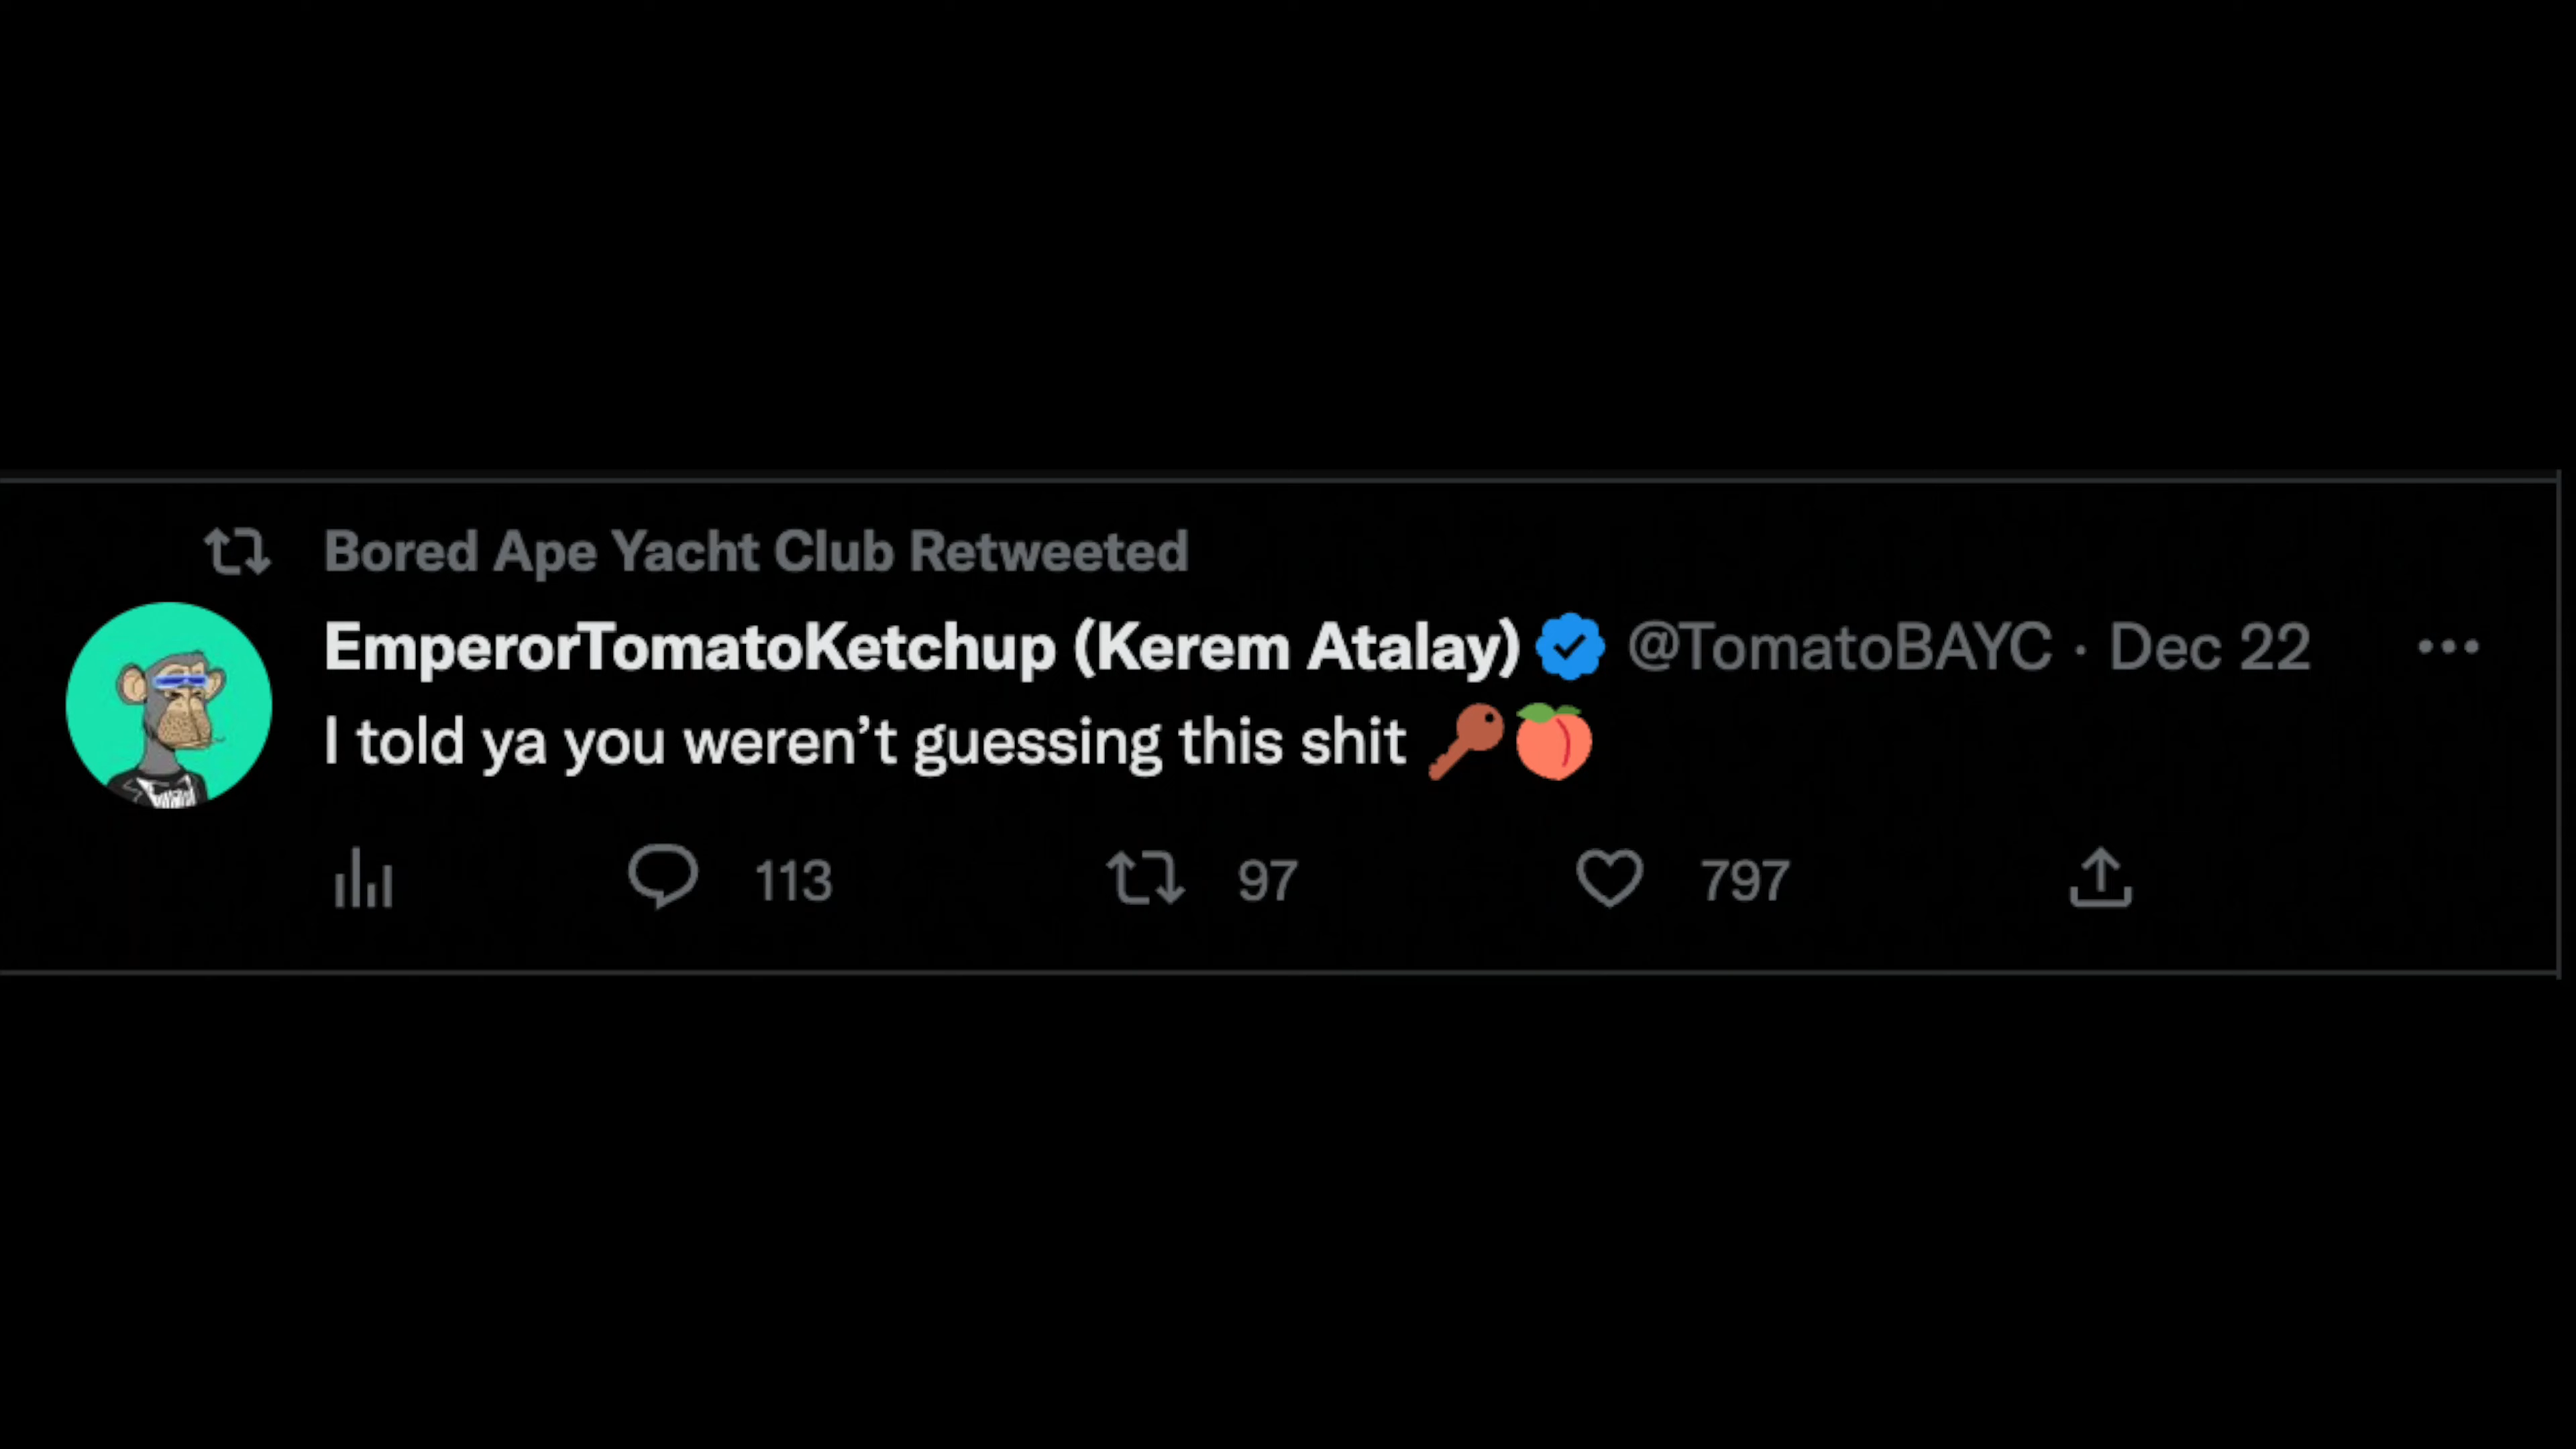 Bored Ape Yacht Club Retweeted
EmperorTomatoKetchup (Kerem Atalay) @TomatoBAYC · Dec 22
I told ya you weren’t guessing this shit 🗝️🍑
113 97 797